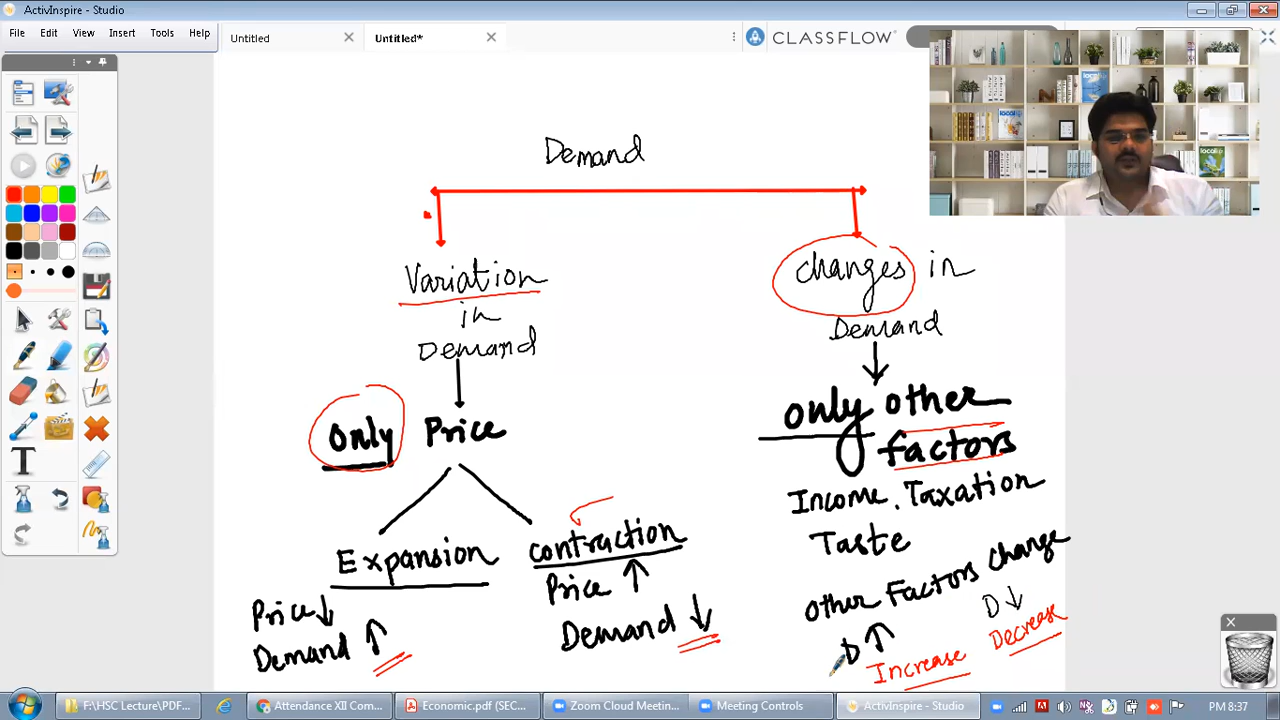 ActivInspire - Studio
File Edit View Insert Tools Help
Untitled
Untitled*
CLASSFLOW
Demand
Variation
in
Demand
changes in
Demand
only Price
only other
factors
Income. Taxation
Taste
Expansion
contraction
Price ↓
Demand ↑
Price ↑
Demand ↓
other Factors change
D ↑
Increase
D ↓
Decrease
T
F:\HSC Lecture\PDF...
Attendance XII Com...
Economic.pdf (SEC...
Zoom Cloud Meetin...
Meeting Controls
ActivInspire - Studio
PM 8:37